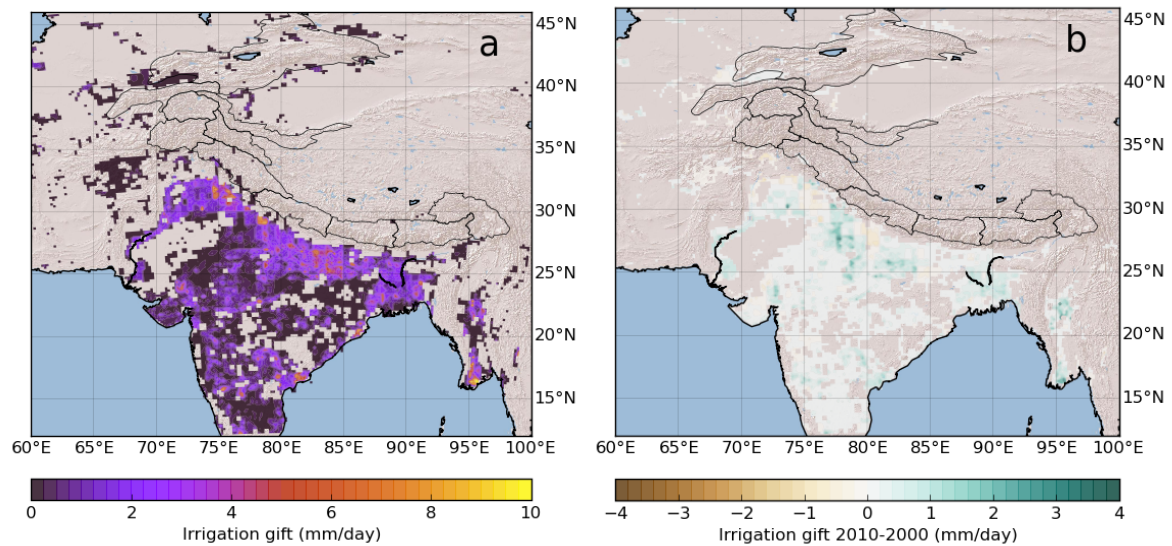 a
45°N
40°N
35°N
30°N
25°N
20°N
15°N
60°E 65°E 70°E 75°E 80°E 85°E 90°E 95°E 100°E
0 2 4 6 8 10
Irrigation gift (mm/day)
b
45°N
40°N
35°N
30°N
25°N
20°N
15°N
60°E 65°E 70°E 75°E 80°E 85°E 90°E 95°E 100°E
−4 −3 −2 −1 0 1 2 3 4
Irrigation gift 2010-2000 (mm/day)